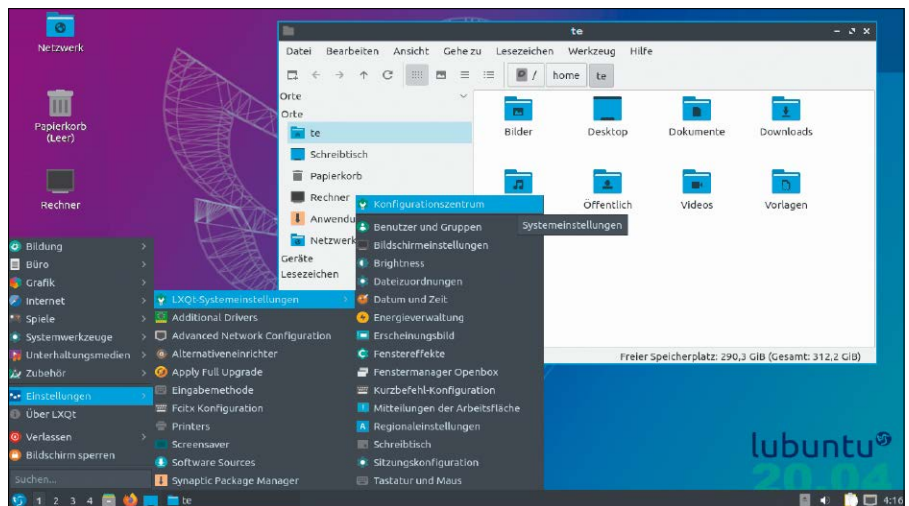 Netzwerk
Papierkorb
(Leer)
Rechner
te
Datei Bearbeiten Ansicht Gehe zu Lesezeichen Werkzeug Hilfe
/ home te
Orte
Orte
te
Schreibtisch
Papierkorb
Rechner
Anwendu
Netzwerk
Geräte
Lesezeichen
Bilder Desktop Dokumente Downloads
Öffentlich Videos Vorlagen
Freier Speicherplatz: 290,3 GiB (Gesamt: 312,2 GiB)
Bildung
Büro
Grafik
Internet
Spiele
Systemwerkzeuge
Unterhaltungsmedien
Zubehör
Einstellungen
Über LXQt
Verlassen
Bildschirm sperren
Suchen...
LXQt-Systemeinstellungen
Additional Drivers
Advanced Network Configuration
Alternativeneinrichter
Apply Full Upgrade
Eingabemethode
Fcitx Konfiguration
Printers
Screensaver
Software Sources
Synaptic Package Manager
Konfigurationszentrum
Benutzer und Gruppen
Bildschirmeinstellungen
Brightness
Dateizuordnungen
Datum und Zeit
Energieverwaltung
Erscheinungsbild
Fenstereffekte
Fenstermanager Openbox
Kurzbefehl-Konfiguration
Mitteilungen der Arbeitsfläche
Regionaleinstellungen
Schreibtisch
Sitzungskonfiguration
Tastatur und Maus
Systemeinstellungen
lubuntu
20.04
1 2 3 4 te 4:16